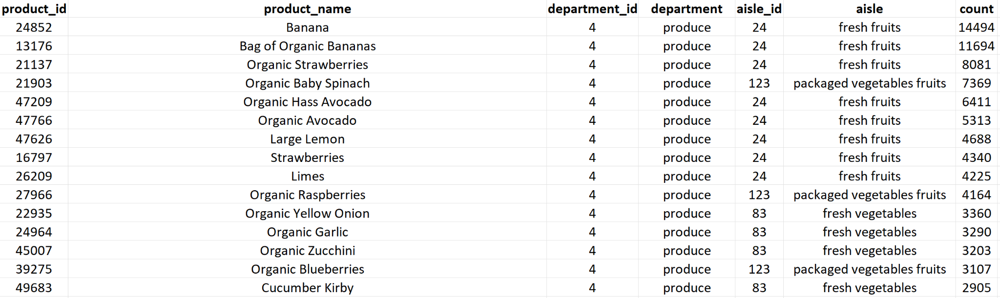 product_id product_name department_id department aisle_id aisle count
24852 Banana 4 produce 24 fresh fruits 14494
13176 Bag of Organic Bananas 4 produce 24 fresh fruits 11694
21137 Organic Strawberries 4 produce 24 fresh fruits 8081
21903 Organic Baby Spinach 4 produce 123 packaged vegetables fruits 7369
47209 Organic Hass Avocado 4 produce 24 fresh fruits 6411
47766 Organic Avocado 4 produce 24 fresh fruits 5313
47626 Large Lemon 4 produce 24 fresh fruits 4688
16797 Strawberries 4 produce 24 fresh fruits 4340
26209 Limes 4 produce 24 fresh fruits 4225
27966 Organic Raspberries 4 produce 123 packaged vegetables fruits 4164
22935 Organic Yellow Onion 4 produce 83 fresh vegetables 3360
24964 Organic Garlic 4 produce 83 fresh vegetables 3290
45007 Organic Zucchini 4 produce 83 fresh vegetables 3203
39275 Organic Blueberries 4 produce 123 packaged vegetables fruits 3107
49683 Cucumber Kirby 4 produce 83 fresh vegetables 2905